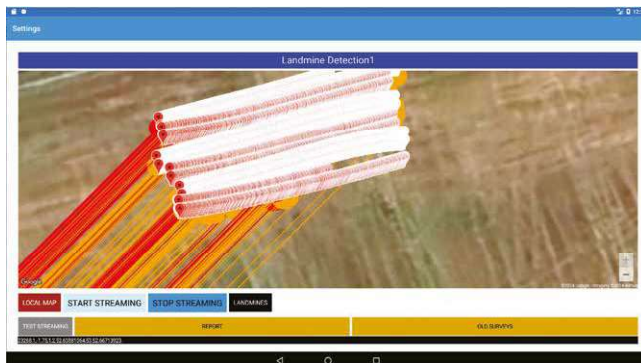 Settings
Landmine Detection1
Google
LOCAL MAP START STREAMING STOP STREAMING LANDMINES
TEST STREAMING REPORT OLD SURVEYS